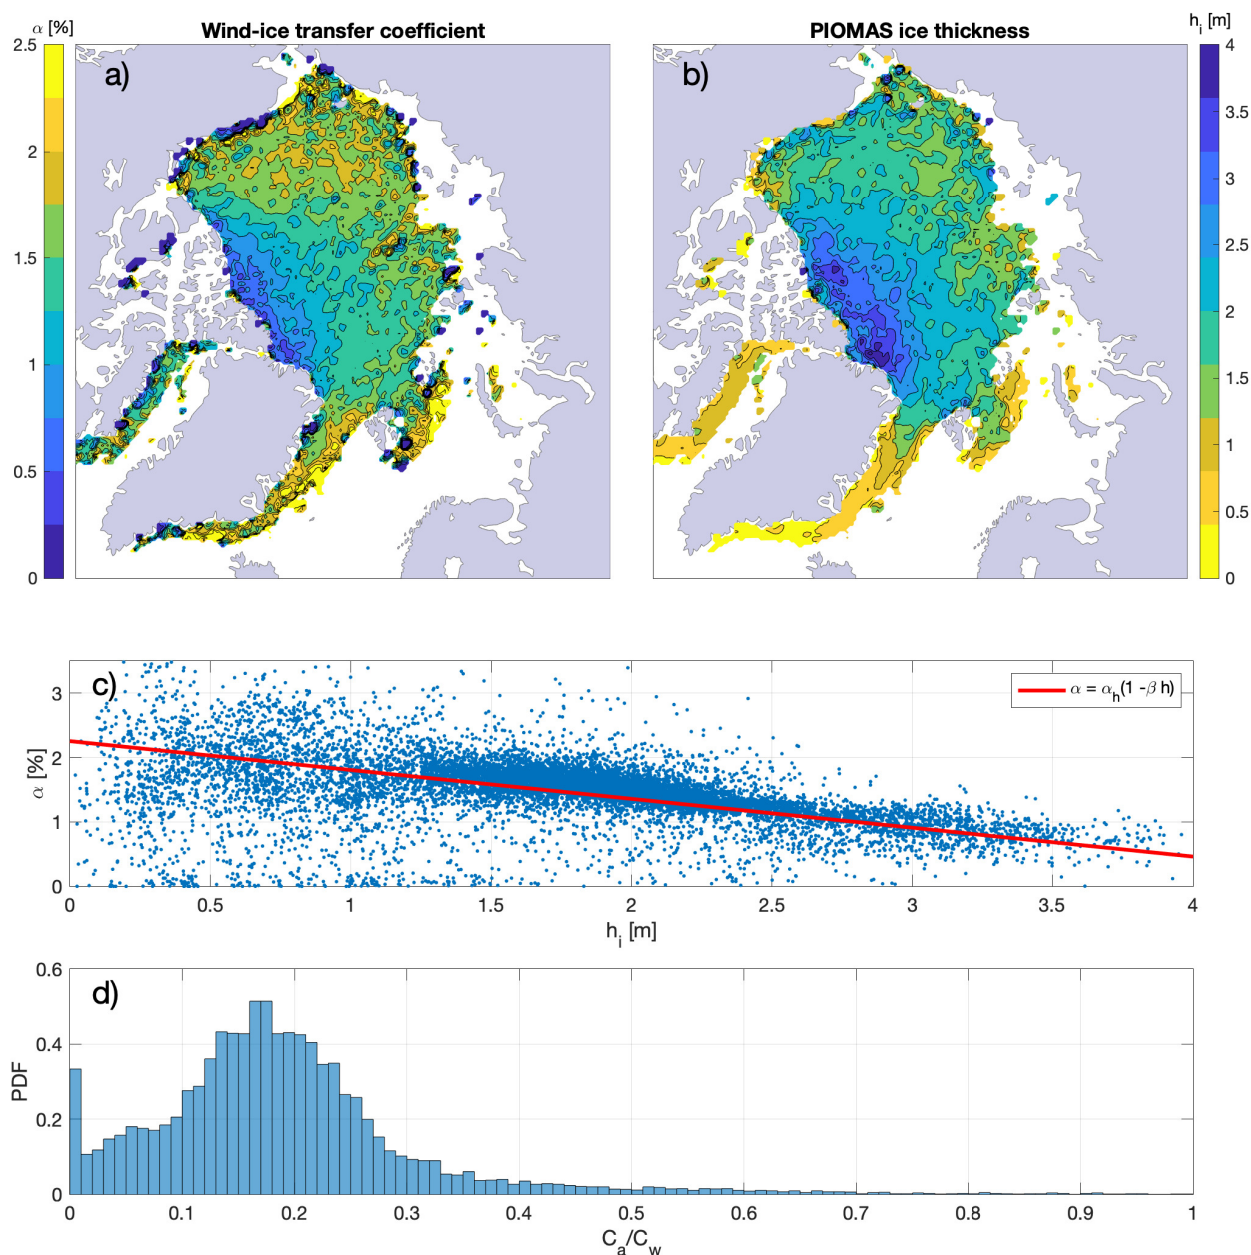 α [%]
Wind-ice transfer coefficient
PIOMAS ice thickness
h_i [m]
a)
b)
2.5
2
1.5
1
0.5
0
4
3.5
3
2.5
2
1.5
1
0.5
0
c)
α = α_h(1 -β h)
α [%]
3
2
1
0
0 0.5 1 1.5 2 2.5 3 3.5 4
h_i [m]
d)
PDF
0.6
0.4
0.2
0
0 0.1 0.2 0.3 0.4 0.5 0.6 0.7 0.8 0.9 1
C_a/C_w